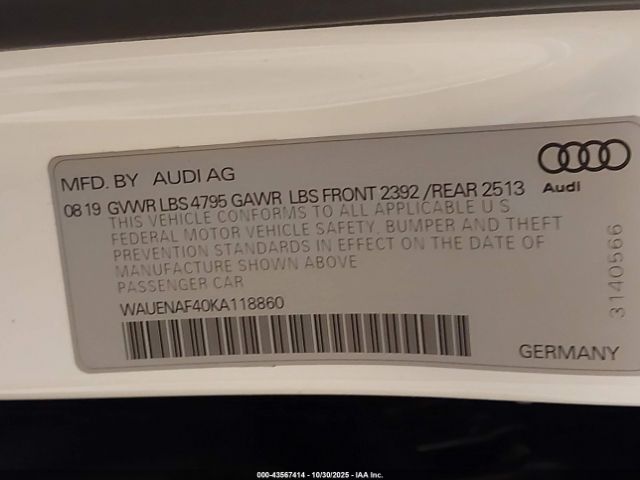 MFD. BY AUDI AG
Audi
08 19 GVWR LBS 4795 GAWR LBS FRONT 2392 /REAR 2513
THIS VEHICLE CONFORMS TO ALL APPLICABLE U S
FEDERAL MOTOR VEHICLE SAFETY, BUMPER AND THEFT
PREVENTION STANDARDS IN EFFECT ON THE DATE OF
MANUFACTURE SHOWN ABOVE
PASSENGER CAR
WAUENAF40KA118860
3140566
GERMANY
000-43567414 - 10/30/2025 - IAA Inc.